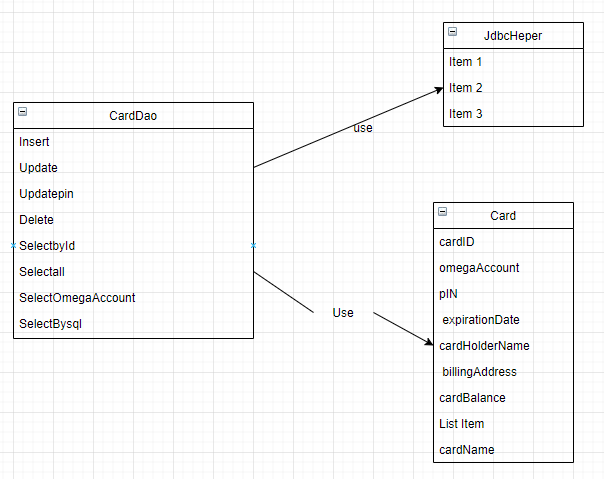 JdbcHeper
Item 1
Item 2
Item 3
use
CardDao
Insert
Update
Updatepin
Delete
SelectbyId
Selectall
SelectOmegaAccount
SelectBysql
Use
Card
cardID
omegaAccount
pIN
expirationDate
cardHolderName
billingAddress
cardBalance
List Item
cardName